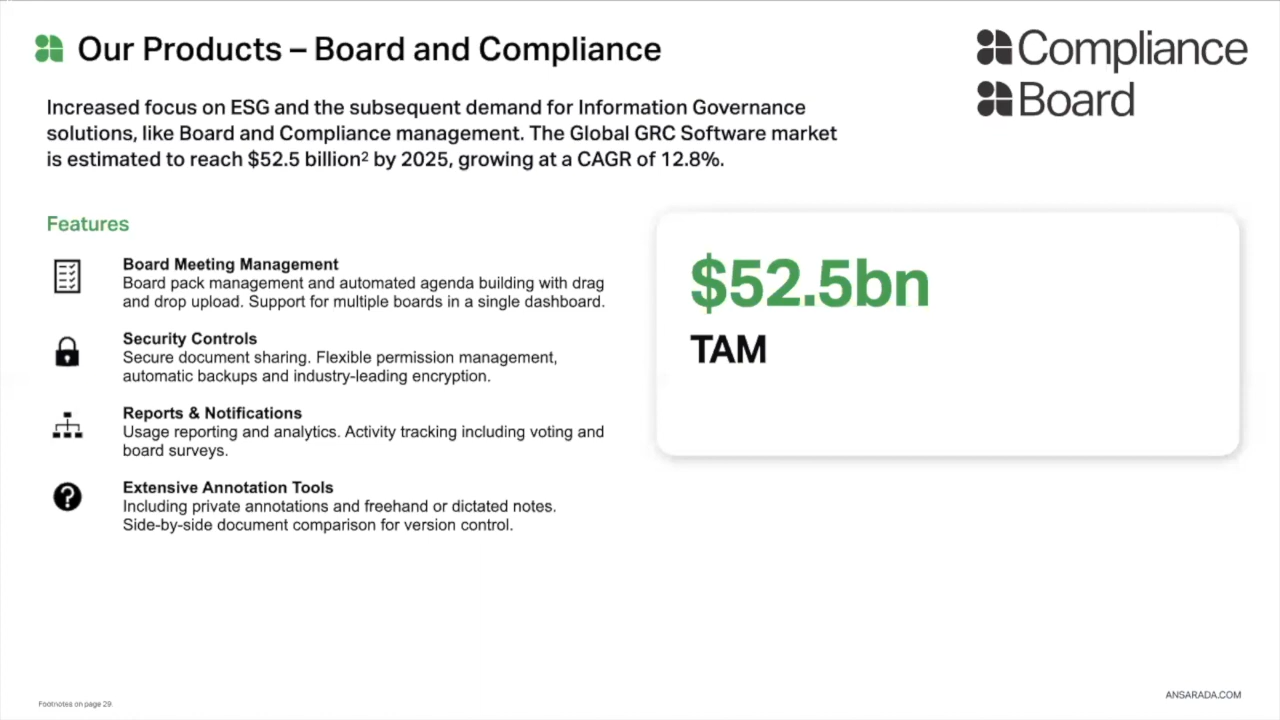 Our Products – Board and Compliance
Compliance
Board
Increased focus on ESG and the subsequent demand for Information Governance
solutions, like Board and Compliance management. The Global GRC Software market
is estimated to reach $52.5 billion² by 2025, growing at a CAGR of 12.8%.
Features
Board Meeting Management
Board pack management and automated agenda building with drag
and drop upload. Support for multiple boards in a single dashboard.
Security Controls
Secure document sharing. Flexible permission management,
automatic backups and industry-leading encryption.
Reports & Notifications
Usage reporting and analytics. Activity tracking including voting and
board surveys.
Extensive Annotation Tools
Including private annotations and freehand or dictated notes.
Side-by-side document comparison for version control.
$52.5bn
TAM
Footnotes on page 29.
ANSARADA.COM